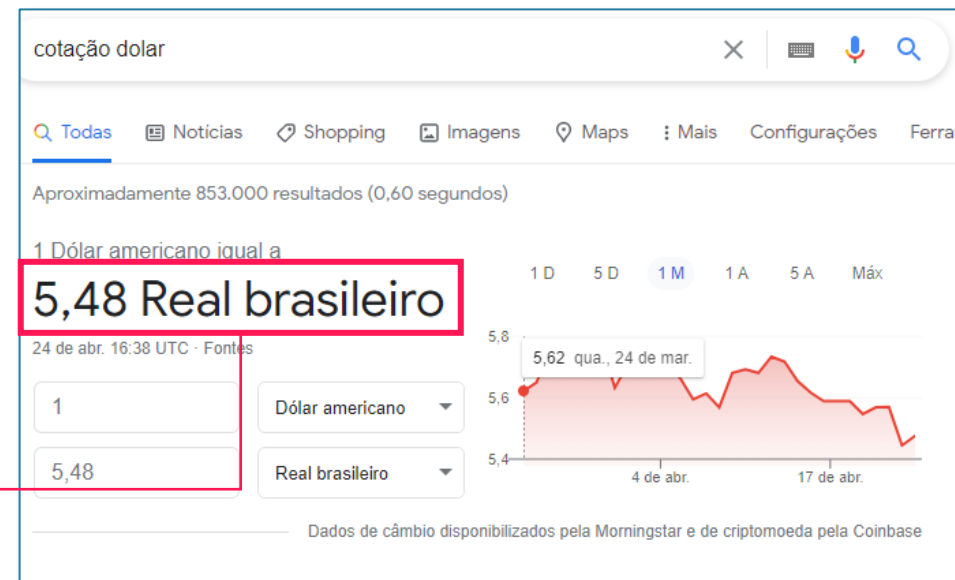 cotação dolar
Todas Notícias Shopping Imagens Maps Mais Configurações Ferra
Aproximadamente 853.000 resultados (0,60 segundos)
1 Dólar americano igual a
5,48 Real brasileiro
24 de abr. 16:38 UTC · Fontes
1 Dólar americano
5,48 Real brasileiro
1 D 5 D 1 M 1 A 5 A Máx
5,8
5,62 qua., 24 de mar.
5,6
5,4
4 de abr. 17 de abr.
Dados de câmbio disponibilizados pela Morningstar e de criptomoeda pela Coinbase